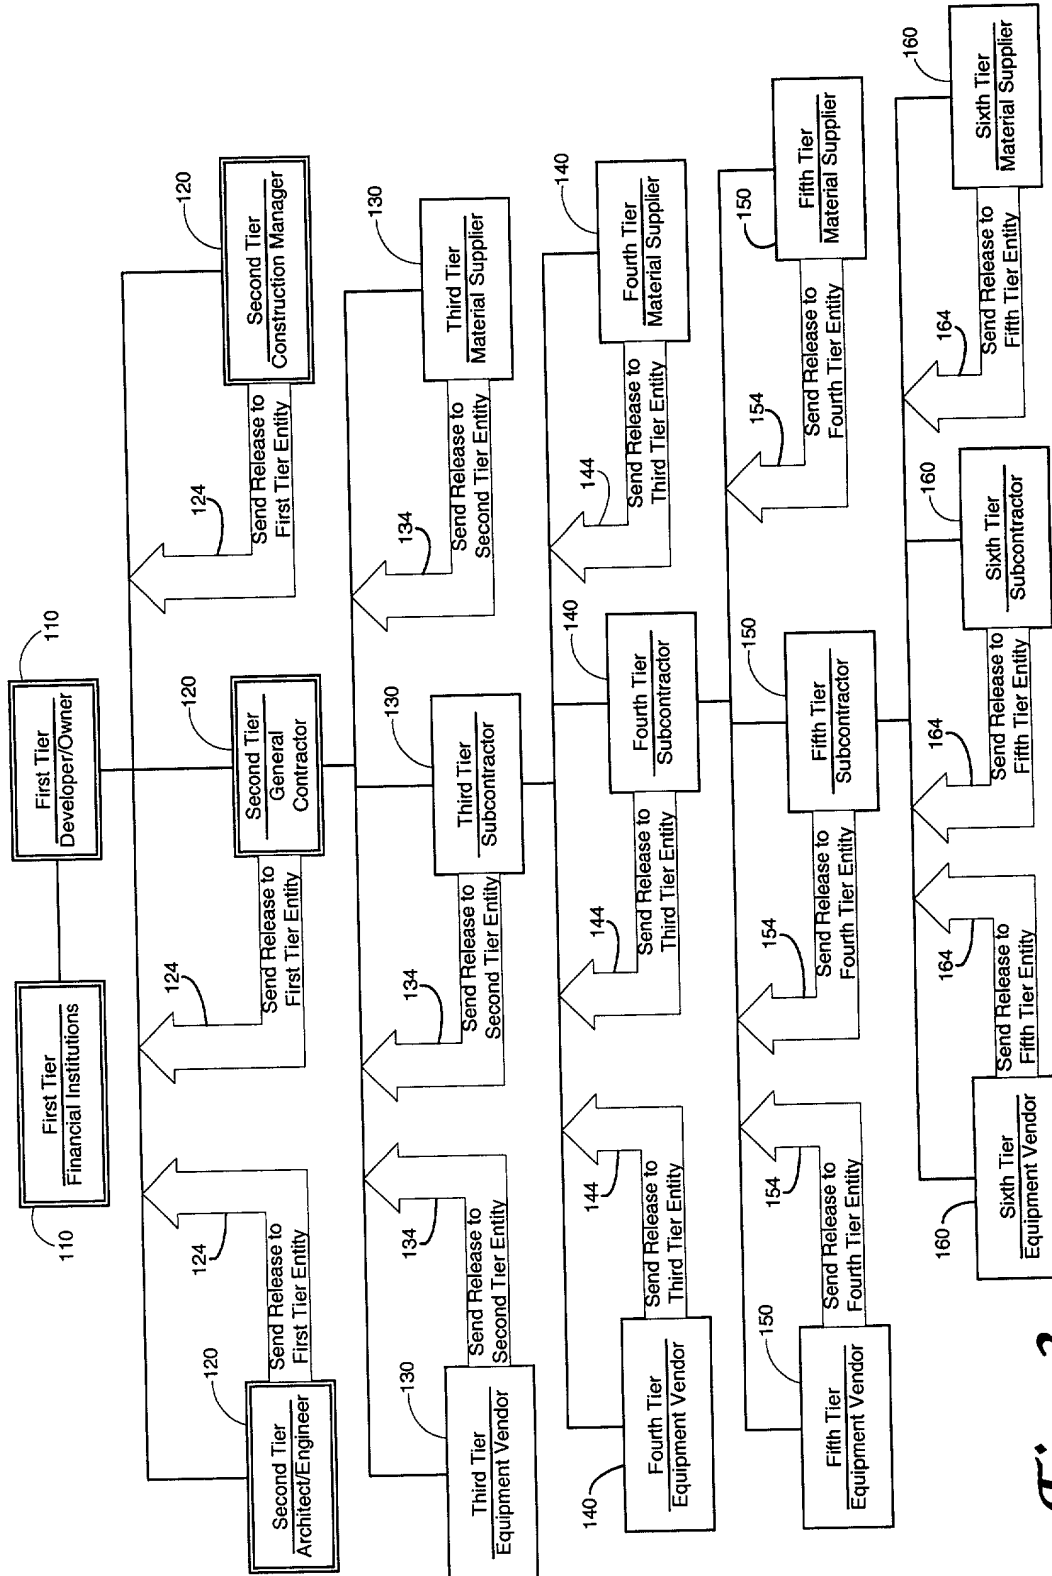 110
First Tier
Financial Institutions
First Tier
Developer/Owner
110
120
Second Tier
Architect/Engineer
124
Send Release to
First Tier Entity
124
Send Release to
First Tier Entity
120
Second Tier
General
Contractor
124
Send Release to
First Tier Entity
120
Second Tier
Construction Manager
130
Third Tier
Equipment Vendor
134
Send Release to
Second Tier Entity
134
Send Release to
Second Tier Entity
130
Third Tier
Subcontractor
134
Send Release to
Second Tier Entity
130
Third Tier
Material Supplier
140
Fourth Tier
Equipment Vendor
144
Send Release to
Third Tier Entity
144
Send Release to
Third Tier Entity
140
Fourth Tier
Subcontractor
144
Send Release to
Third Tier Entity
140
Fourth Tier
Material Supplier
150
Fifth Tier
Equipment Vendor
154
Send Release to
Fourth Tier Entity
154
Send Release to
Fourth Tier Entity
150
Fifth Tier
Subcontractor
154
Send Release to
Fourth Tier Entity
150
Fifth Tier
Material Supplier
160
Sixth Tier
Equipment Vendor
164
Send Release to
Fifth Tier Entity
164
Send Release to
Fifth Tier Entity
160
Sixth Tier
Subcontractor
164
Send Release to
Fifth Tier Entity
160
Sixth Tier
Material Supplier